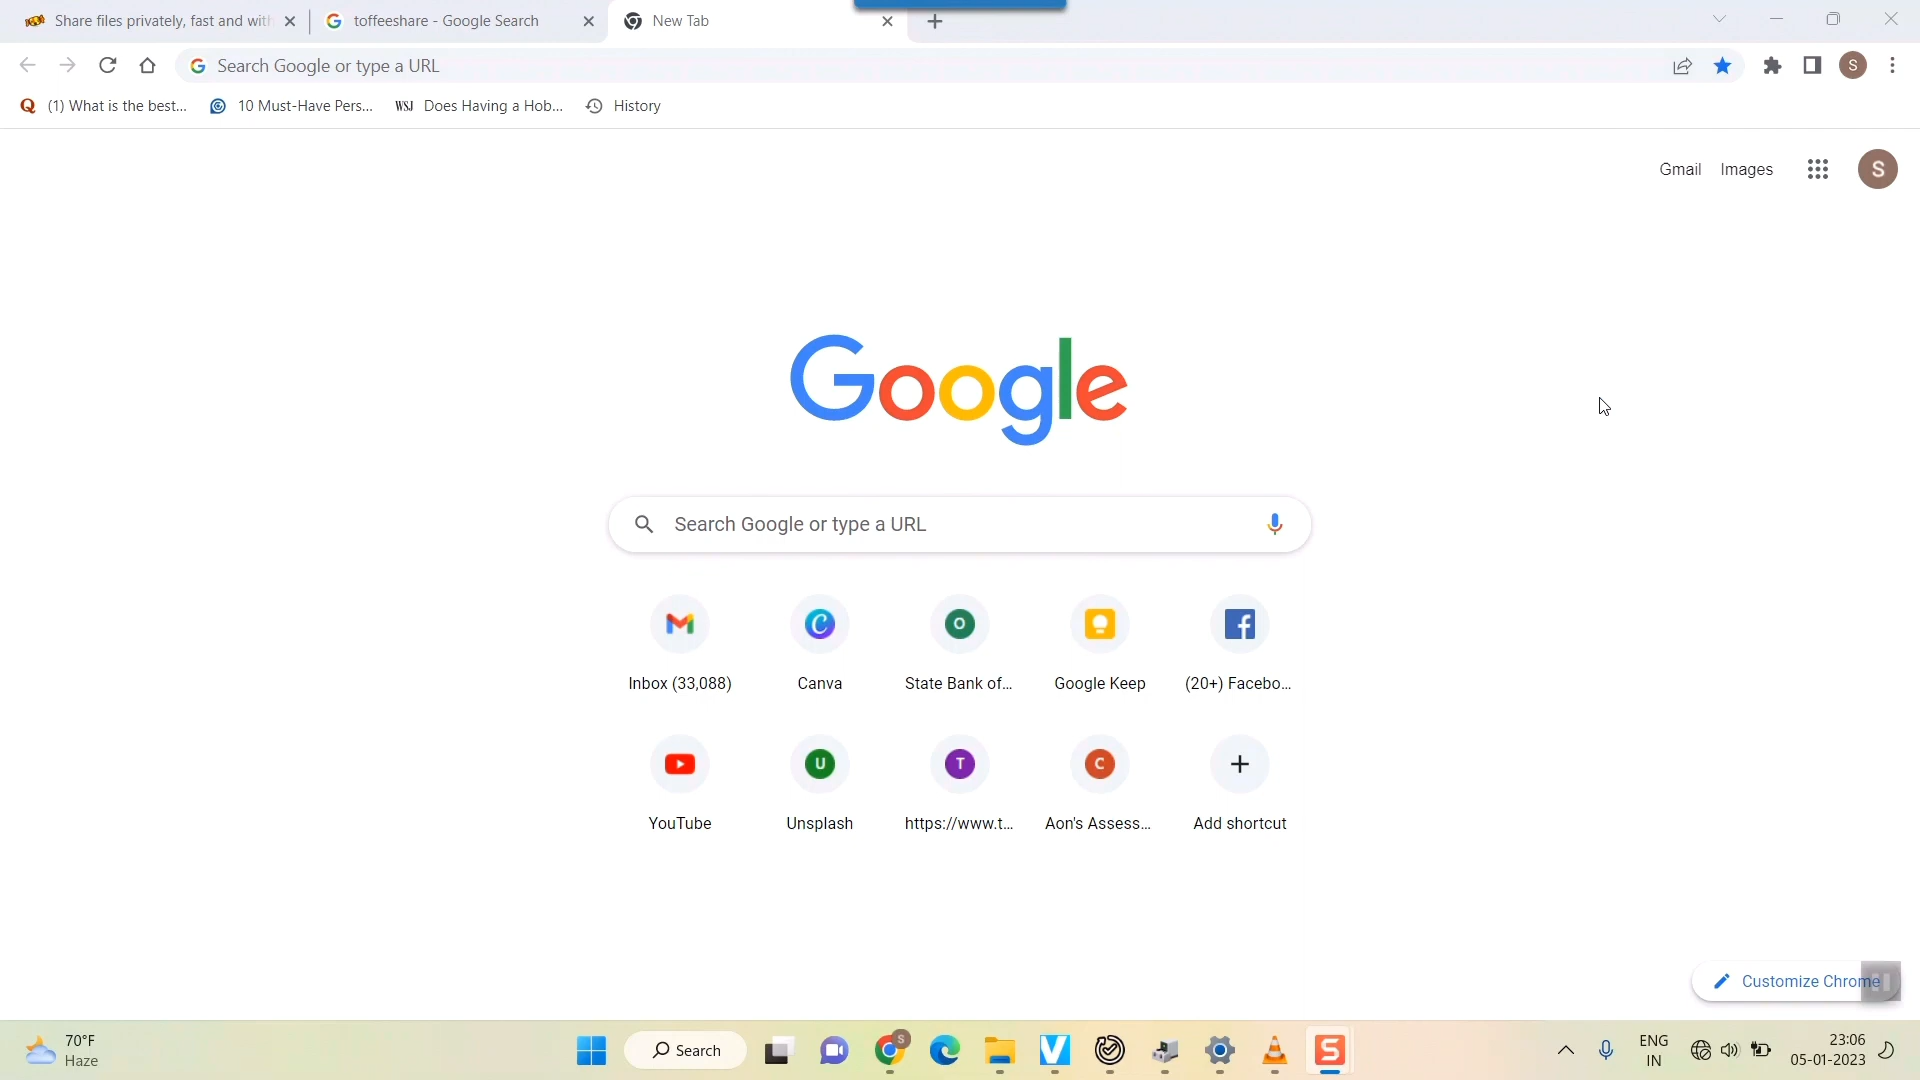 Share files privately, fast and with
toffeeshare - Google Search
New Tab
Search Google or type a URL
S
(1) What is the best...
10 Must-Have Pers...
WSJ Does Having a Hob...
History
Gmail Images S
Google
Search Google or type a URL
Inbox (33,088)
Canva
State Bank of...
Google Keep
(20+) Facebo...
YouTube
Unsplash
https://www.t...
Aon's Assess...
Add shortcut
Customize Chrome
70°F
Haze
Search
ENG
IN
23:06
05-01-2023